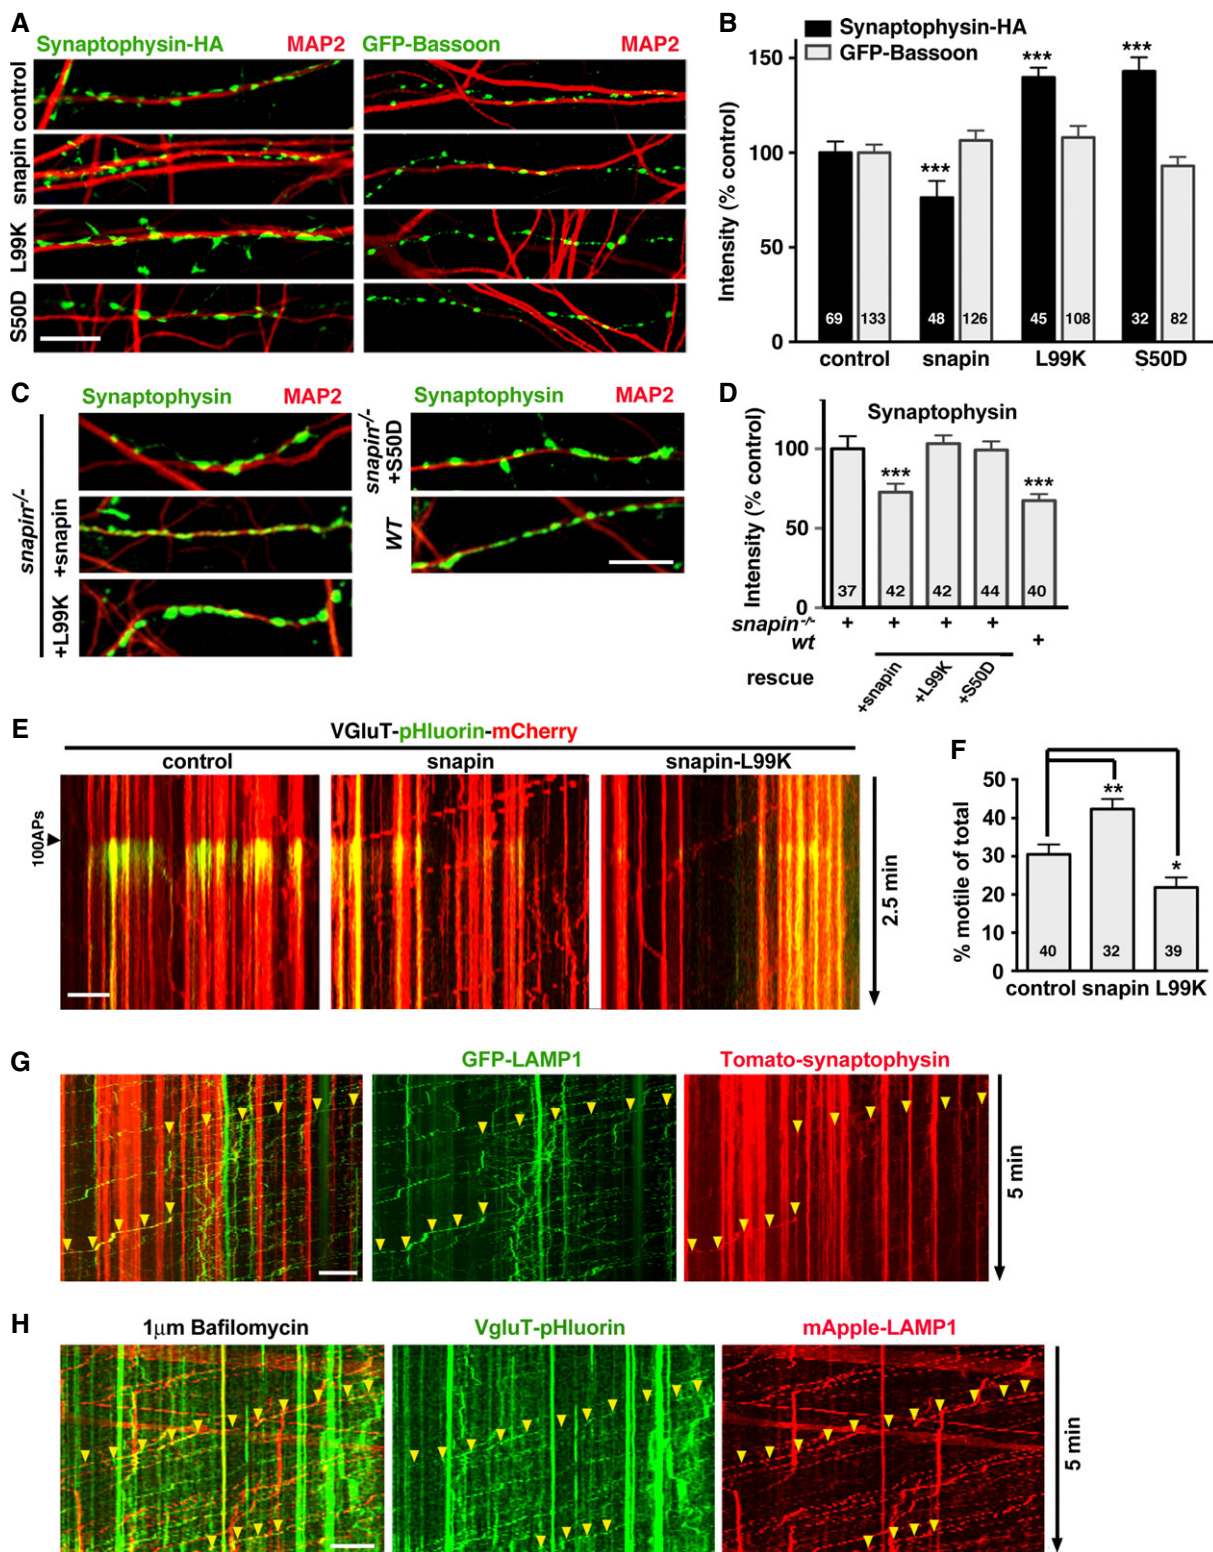 A
Synaptophysin-HA MAP2 GFP-Bassoon MAP2
control
snapin
L99K
S50D
B
Synaptophysin-HA
GFP-Bassoon
Intensity (% control)
150
100
50
0
*** *** ***
69 133 48 126 45 108 32 82
control snapin L99K S50D
C
Synaptophysin MAP2 Synaptophysin MAP2
snapin-/-
+snapin
+L99K
snapin-/-
+S50D
WT
D
Synaptophysin
Intensity (% control)
100
50
0
*** ***
37 42 42 44 40
snapin-/- + + + +
wt +
rescue +snapin +L99K +S50D
E
VGluT-pHluorin-mCherry
control snapin snapin-L99K
100APs
2.5 min
F
% motile of total
50
40
30
20
10
0
** *
40 32 39
control snapin L99K
G
GFP-LAMP1 Tomato-synaptophysin
5 min
H
1μm Bafilomycin VgluT-pHluorin mApple-LAMP1
5 min